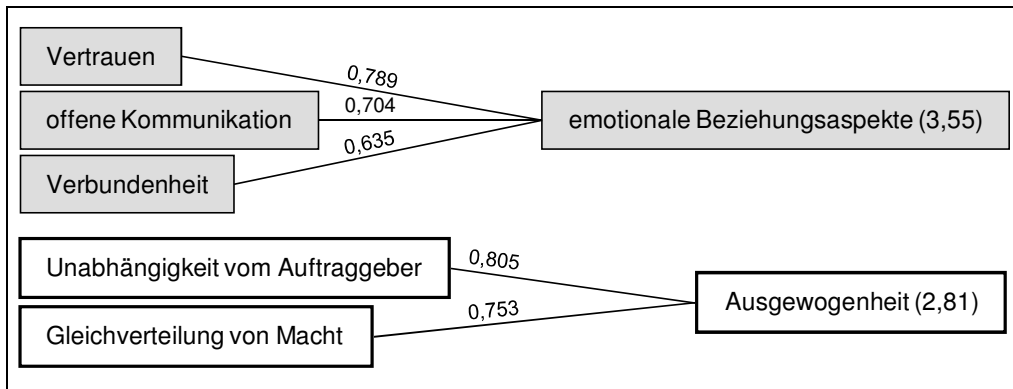 Vertrauen
0,789
offene Kommunikation
0,704
emotionale Beziehungsaspekte (3,55)
0,635
Verbundenheit
Unabhängigkeit vom Auftraggeber
0,805
Ausgewogenheit (2,81)
0,753
Gleichverteilung von Macht